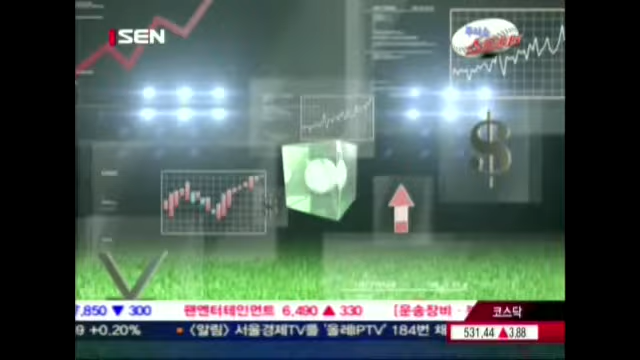 SEN
7,850 ▼ 300 팬엔터테인먼트 6,490 ▲ 330 [운송장비·
코스닥
531.44 ▲ 3.88
9 +0.20% <알림> 서울경제TV를 '올레IPTV' 184번 채